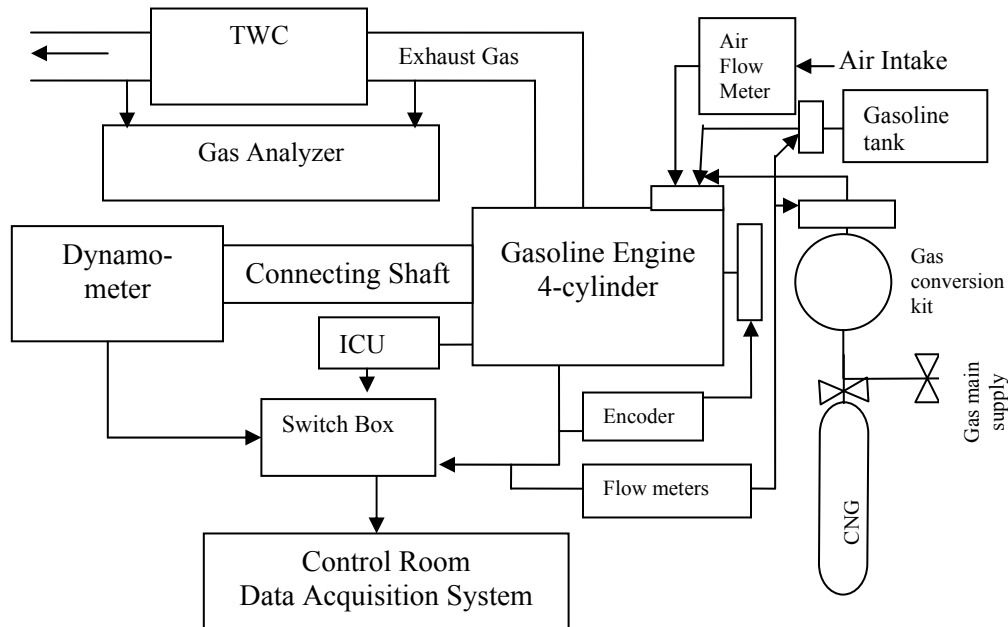 TWC
Exhaust Gas
Air
Flow
Meter
Air Intake
Gasoline
tank
Gas Analyzer
Dynamo-
meter
Connecting Shaft
Gasoline Engine
4-cylinder
Gas
conversion
kit
ICU
Switch Box
Encoder
Flow meters
Gas main
supply
CNG
Control Room
Data Acquisition System